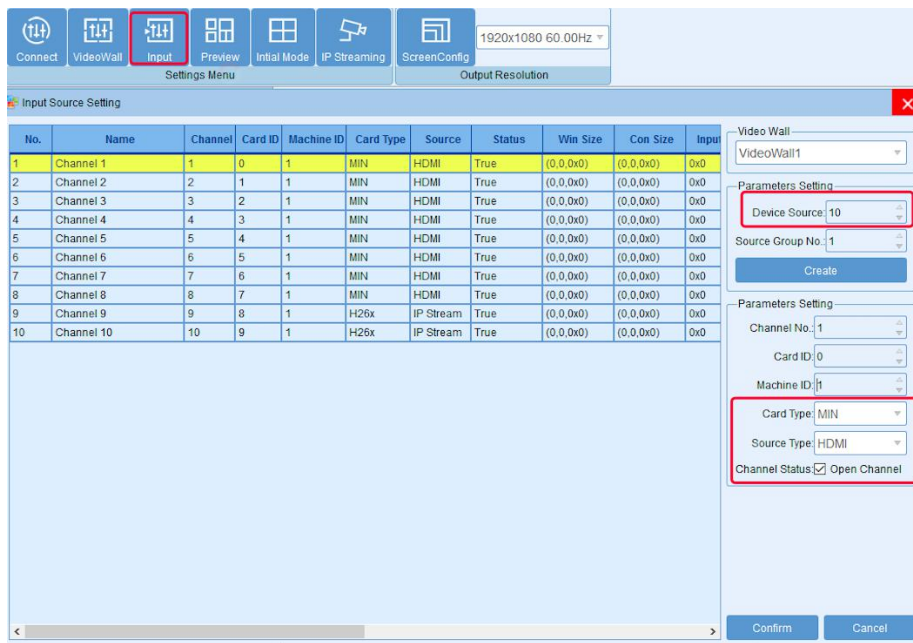 Connect VideoWall Input Preview Intial Mode IP Streaming ScreenConfig 1920x1080 60.00Hz
Settings Menu Output Resolution
Input Source Setting
No. Name Channel Card ID Machine ID Card Type Source Status Win Size Con Size Input
1 Channel 1 1 0 1 MIN HDMI True (0,0,0x0) (0,0,0x0) 0x0
2 Channel 2 2 1 1 MIN HDMI True (0,0,0x0) (0,0,0x0) 0x0
3 Channel 3 3 2 1 MIN HDMI True (0,0,0x0) (0,0,0x0) 0x0
4 Channel 4 4 3 1 MIN HDMI True (0,0,0x0) (0,0,0x0) 0x0
5 Channel 5 5 4 1 MIN HDMI True (0,0,0x0) (0,0,0x0) 0x0
6 Channel 6 6 5 1 MIN HDMI True (0,0,0x0) (0,0,0x0) 0x0
7 Channel 7 7 6 1 MIN HDMI True (0,0,0x0) (0,0,0x0) 0x0
8 Channel 8 8 7 1 MIN HDMI True (0,0,0x0) (0,0,0x0) 0x0
9 Channel 9 9 8 1 H26x IP Stream True (0,0,0x0) (0,0,0x0) 0x0
10 Channel 10 10 9 1 H26x IP Stream True (0,0,0x0) (0,0,0x0) 0x0
Video Wall
VideoWall1
Parameters Setting
Device Source: 10
Source Group No.: 1
Create
Parameters Setting
Channel No.: 1
Card ID: 0
Machine ID: 1
Card Type: MIN
Source Type: HDMI
Channel Status: Open Channel
Confirm Cancel